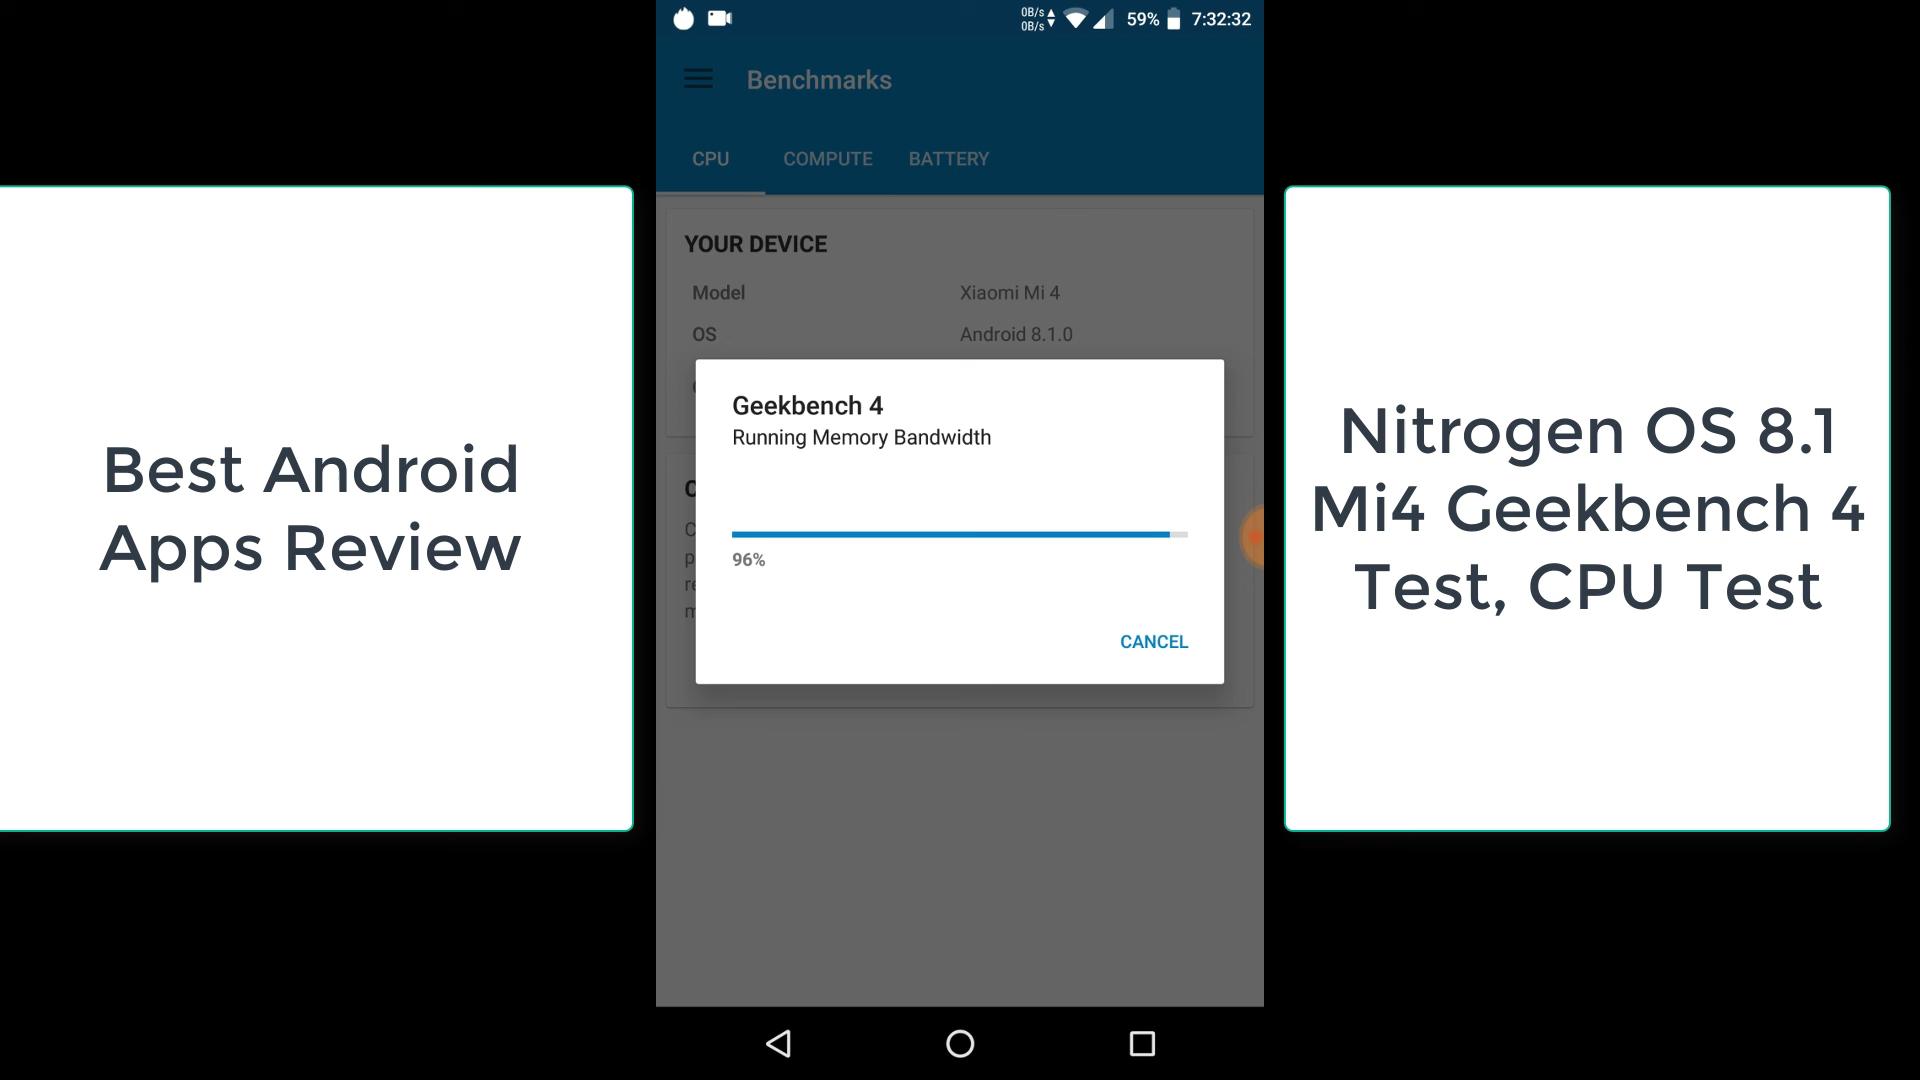 0B/s
0B/s
59%
7:32:32
Benchmarks
CPU COMPUTE BATTERY
YOUR DEVICE
Model Xiaomi Mi 4
OS Android 8.1.0
Geekbench 4
Running Memory Bandwidth
96%
CANCEL
Best Android
Apps Review
Nitrogen OS 8.1
Mi4 Geekbench 4
Test, CPU Test